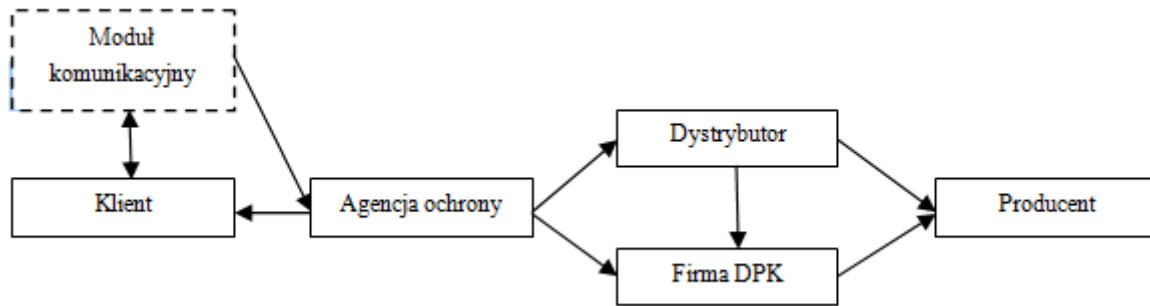 Moduł
komunikacyjny
Dystrybutor
Klient
Agencja ochrony
Producent
Firma DPK